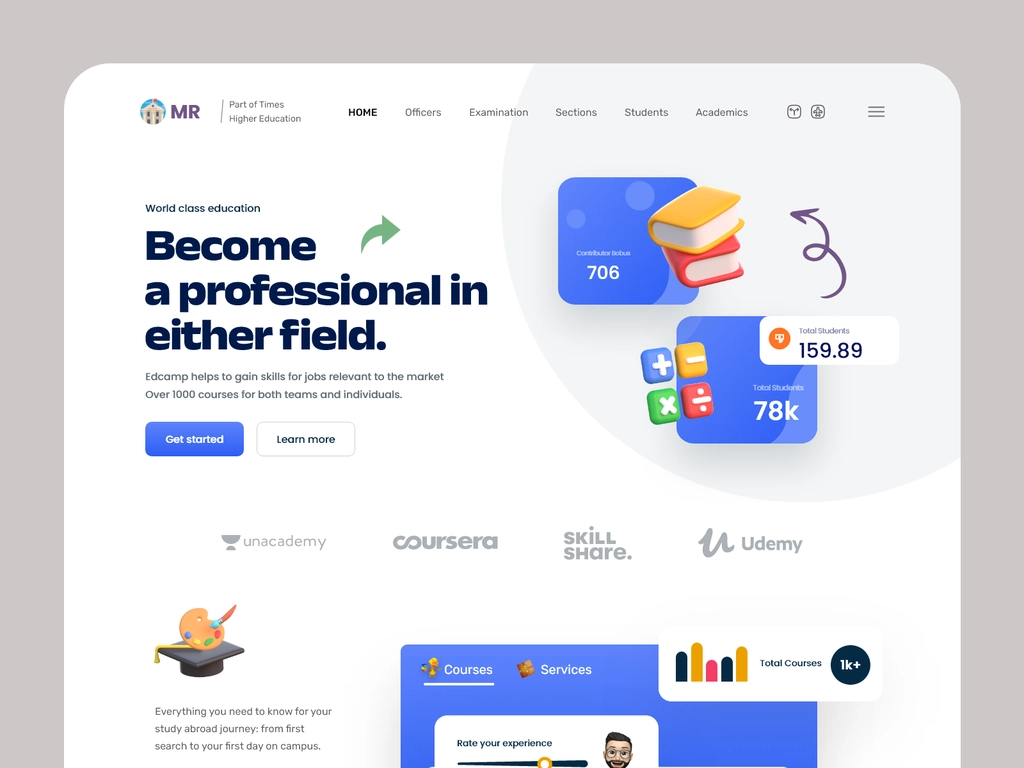 MR
Part of Times
Higher Education
HOME
Officers
Examination
Sections
Students
Academics
World class education
Become
a professional in
either field.
Edcamp helps to gain skills for jobs relevant to the market
Over 1000 courses for both teams and individuals.
Get started
Learn more
Contributor Bobus
706
Total Students
159.89
Total Students
78k
unacademy
coursera
SKILL
SHare.
Udemy
Everything you need to know for your
study abroad journey: from first
search to your first day on campus.
Courses
Services
Total Courses
1k+
Rate your experience